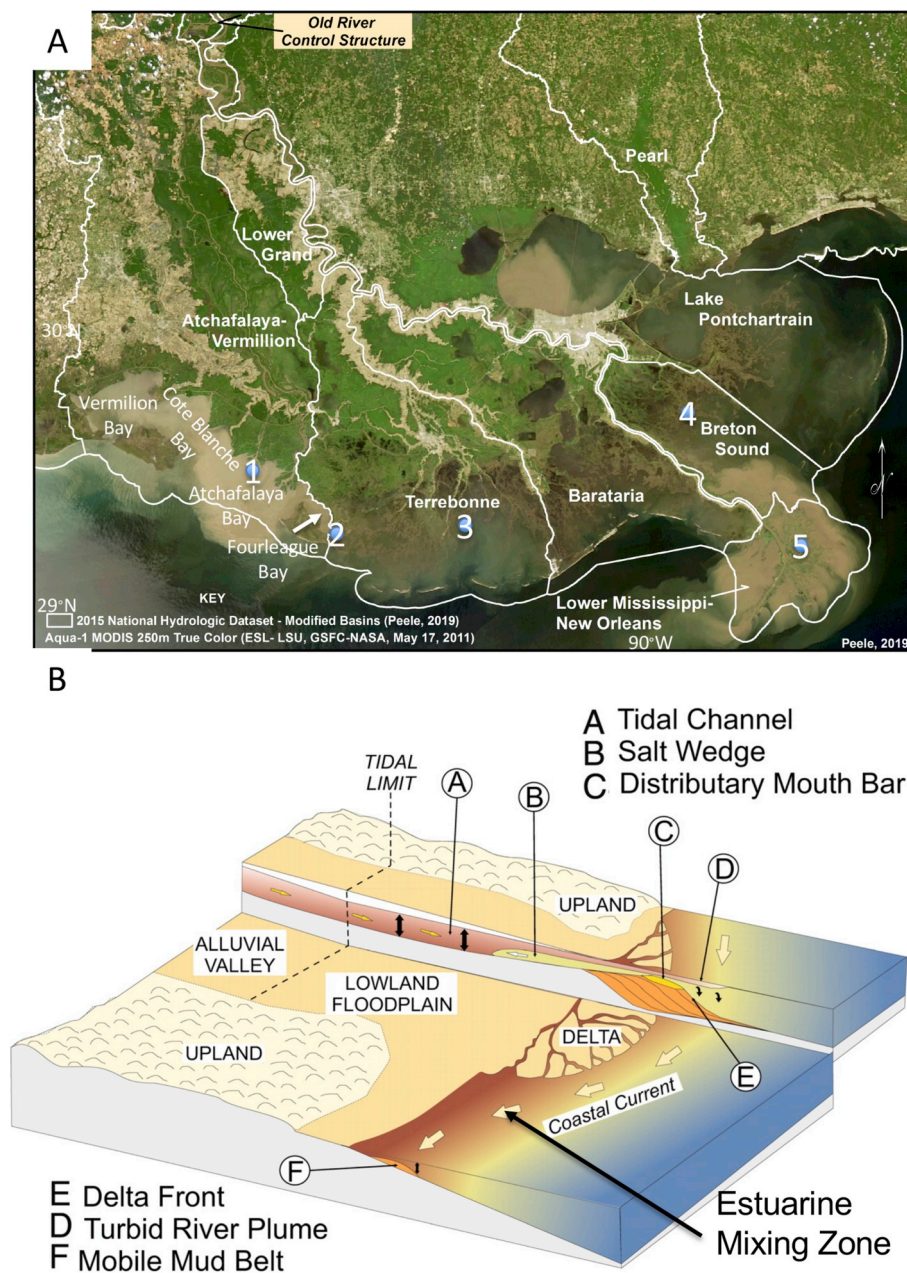 A
Old River
Control Structure
Pearl
Lower
Grand
Lake
Pontchartrain
30°N
Atchafalaya-
Vermillion
Vermilion
Bay
Cote Blanche
Bay
4
Breton
Sound
1
Atchafalaya
Bay
Terrebonne
Barataria
2
3
5
Fourleague
Bay
KEY
Lower Mississippi-
New Orleans
29°N
2015 National Hydrologic Dataset - Modified Basins (Peele, 2019)
Aqua-1 MODIS 250m True Color (ESL- LSU, GSFC-NASA, May 17, 2011)
90°W
Peele, 2019
B
A Tidal Channel
B Salt Wedge
C Distributary Mouth Bar
TIDAL
LIMIT
A
B
C
D
UPLAND
ALLUVIAL
VALLEY
LOWLAND
FLOODPLAIN
UPLAND
DELTA
E
Coastal Current
F
E Delta Front
D Turbid River Plume
F Mobile Mud Belt
Estuarine
Mixing Zone